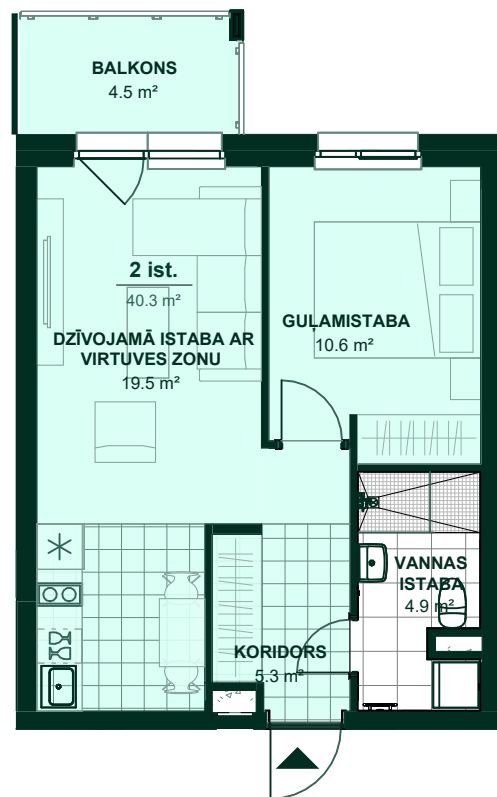 BALKONS
4.5 m²
2 ist.
40.3 m²
DZĪVOJAMĀ ISTABA AR
VIRTUVES ZONU
19.5 m²
GUĻAMISTABA
10.6 m²
VANNAS
ISTABA
4.9 m²
KORIDORS
5.3 m²